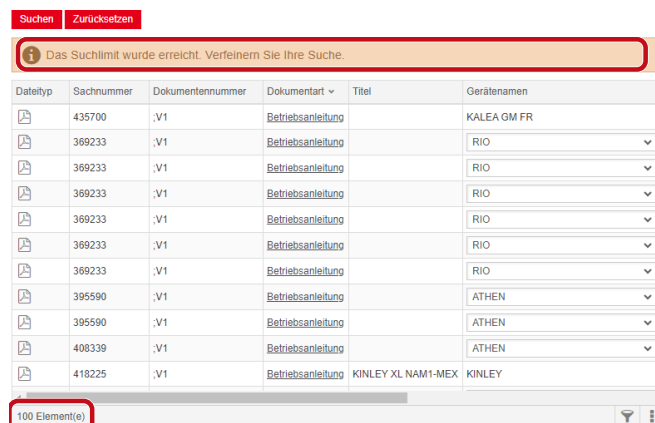 Suchen Zurücksetzen
Das Suchlimit wurde erreicht. Verfeinern Sie Ihre Suche.
Dateityp Sachnummer Dokumentennummer Dokumentart Titel Gerätenamen
435700 ;V1 Betriebsanleitung KALEA GM FR
369233 ;V1 Betriebsanleitung RIO
369233 ;V1 Betriebsanleitung RIO
369233 ;V1 Betriebsanleitung RIO
369233 ;V1 Betriebsanleitung RIO
369233 ;V1 Betriebsanleitung RIO
369233 ;V1 Betriebsanleitung RIO
395590 ;V1 Betriebsanleitung ATHEN
395590 ;V1 Betriebsanleitung ATHEN
408339 ;V1 Betriebsanleitung ATHEN
418225 ;V1 Betriebsanleitung KINLEY XL NAM1-MEX KINLEY
100 Element(e)